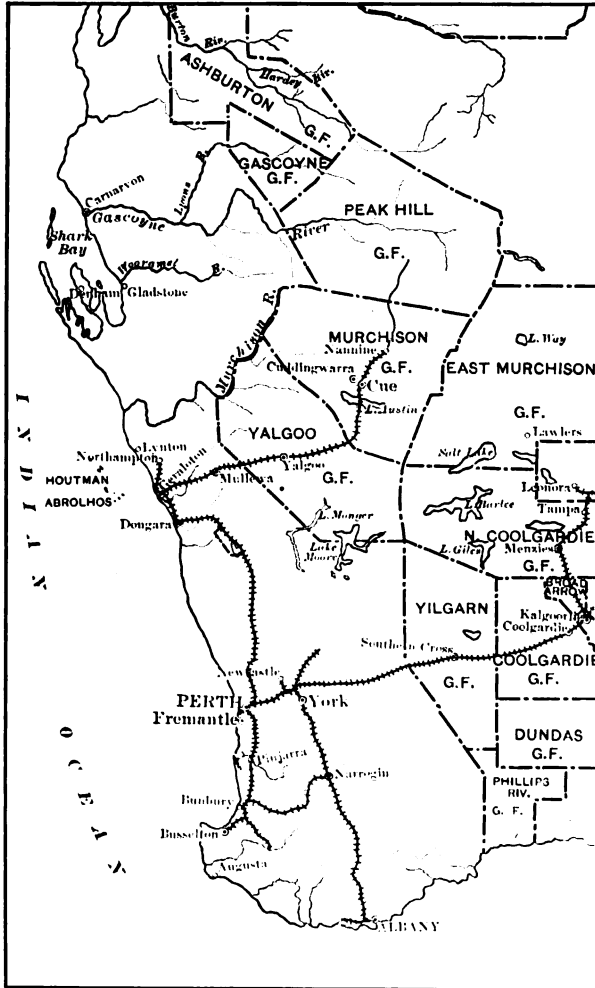 Burton Riv.
Hardey Riv.
ASHBURTON
G.F.
GASCOYNE
G.F.
Lyons R.
Carnarvon
Gascoyne River
PEAK HILL
G.F.
Shark
Bay
Wooramel R.
Denham Gladstone
Murchison R.
MURCHISON
Nannine
G.F.
Cuddingwarra
Cue
L. Austin
L. Way
EAST MURCHISON
G.F.
Lawlers
YALGOO
Yalgoo
G.F.
Salt Lake
Lynton
Northampton
Geraldton
Mullewa
HOUTMAN
ABROLHOS
Dongara
L. Monger
Lake
Moore
L. Barlee
Leonora
Tampa
N. COOLGARDIE
L. Giles
Menzies
G.F.
BROAD
ARROW
YILGARN
Kalgoorlie
Coolgardie
Southern Cross
G.F.
COOLGARDIE
G.F.
Newcastle
PERTH
York
Fremantle
DUNDAS
G.F.
Pinjarra
Narrogin
PHILLIPS
RIV.
G. F.
Bunbury
Busselton
Augusta
ALBANY
INDIAN
OCEAN